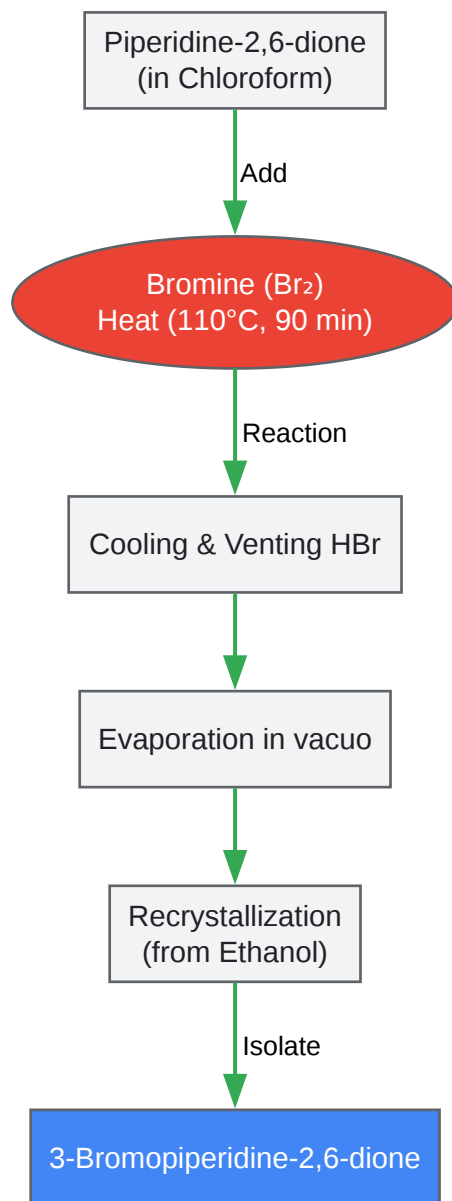 Piperidine-2,6-dione
(in Chloroform)
Add
Bromine (Br₂)
Heat (110°C, 90 min)
Reaction
Cooling & Venting HBr
Evaporation in vacuo
Recrystallization
(from Ethanol)
Isolate
3-Bromopiperidine-2,6-dione